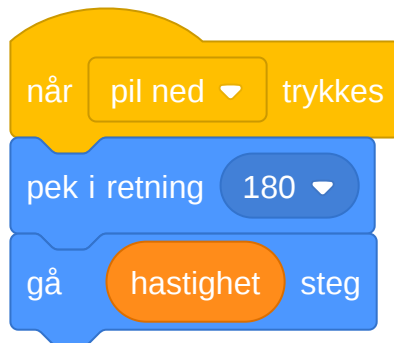 når pil ned trykkes
pek i retning 180
gå hastighet steg